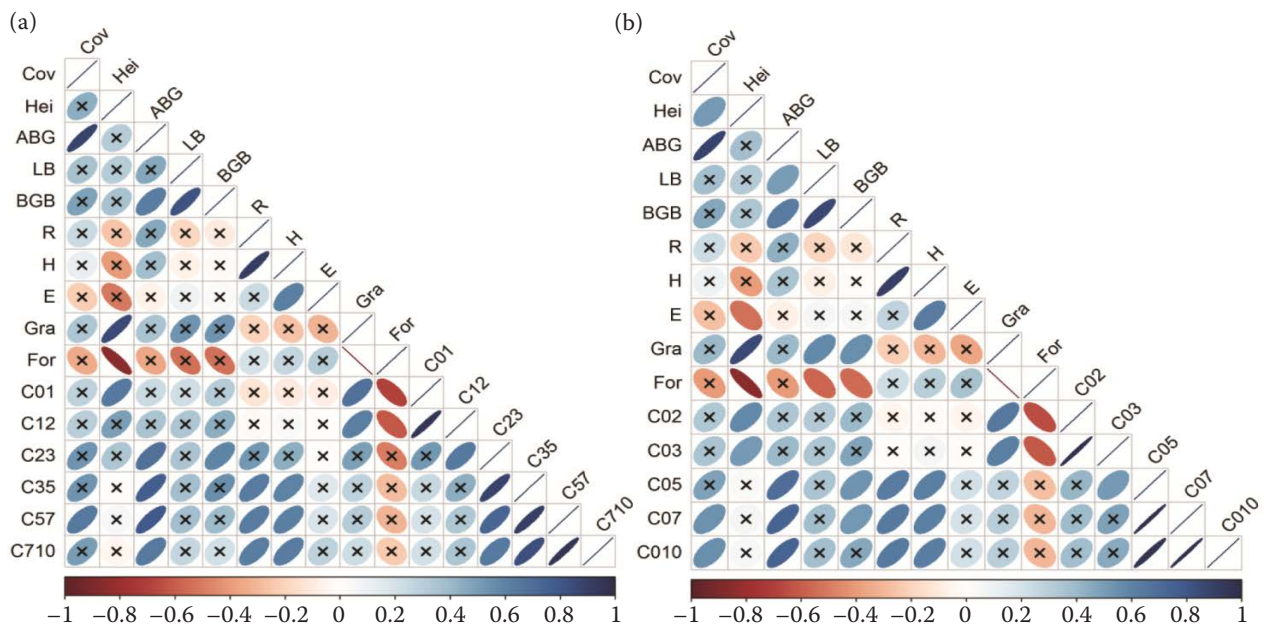 (a)
Cov
Hei
ABG
LB
BGB
R
H
E
Gra
For
C01
C12
C23
C35
C57
C710
Cov
Hei
ABG
LB
BGB
R
H
E
Gra
For
C01
C12
C23
C35
C57
C710
−1 −0.8 −0.6 −0.4 −0.2 0 0.2 0.4 0.6 0.8 1
(b)
Cov
Hei
ABG
LB
BGB
R
H
E
Gra
For
C02
C03
C05
C07
C010
Cov
Hei
ABG
LB
BGB
R
H
E
Gra
For
C02
C03
C05
C07
C010
−1 −0.8 −0.6 −0.4 −0.2 0 0.2 0.4 0.6 0.8 1